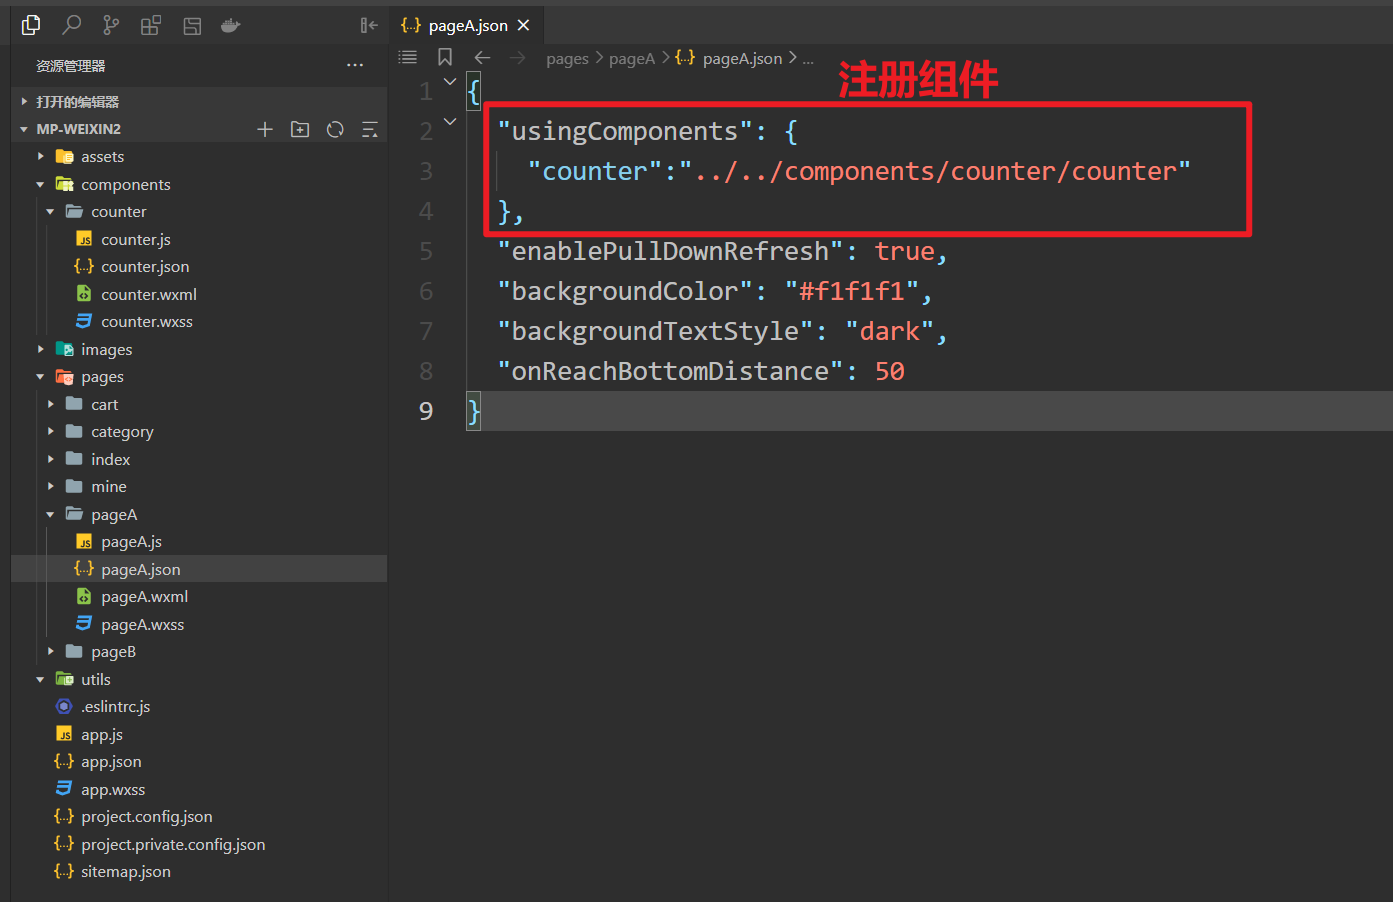 资源管理器
...
打开的编辑器
MP-WEIXIN2
assets
components
counter
counter.js
counter.json
counter.wxml
counter.wxss
images
pages
cart
category
index
mine
pageA
pageA.js
pageA.json
pageA.wxml
pageA.wxss
pageB
utils
.eslintrc.js
app.js
app.json
app.wxss
project.config.json
project.private.config.json
sitemap.json
{..} pageA.json ×
pages > pageA > {..} pageA.json > ...
注册组件
1 {
2 "usingComponents": {
3 "counter":"../../components/counter/counter"
4 },
5 "enablePullDownRefresh": true,
6 "backgroundColor": "#f1f1f1",
7 "backgroundTextStyle": "dark",
8 "onReachBottomDistance": 50
9 }